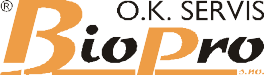 ® O.K. SERVIS
BioPro
s.r.o.